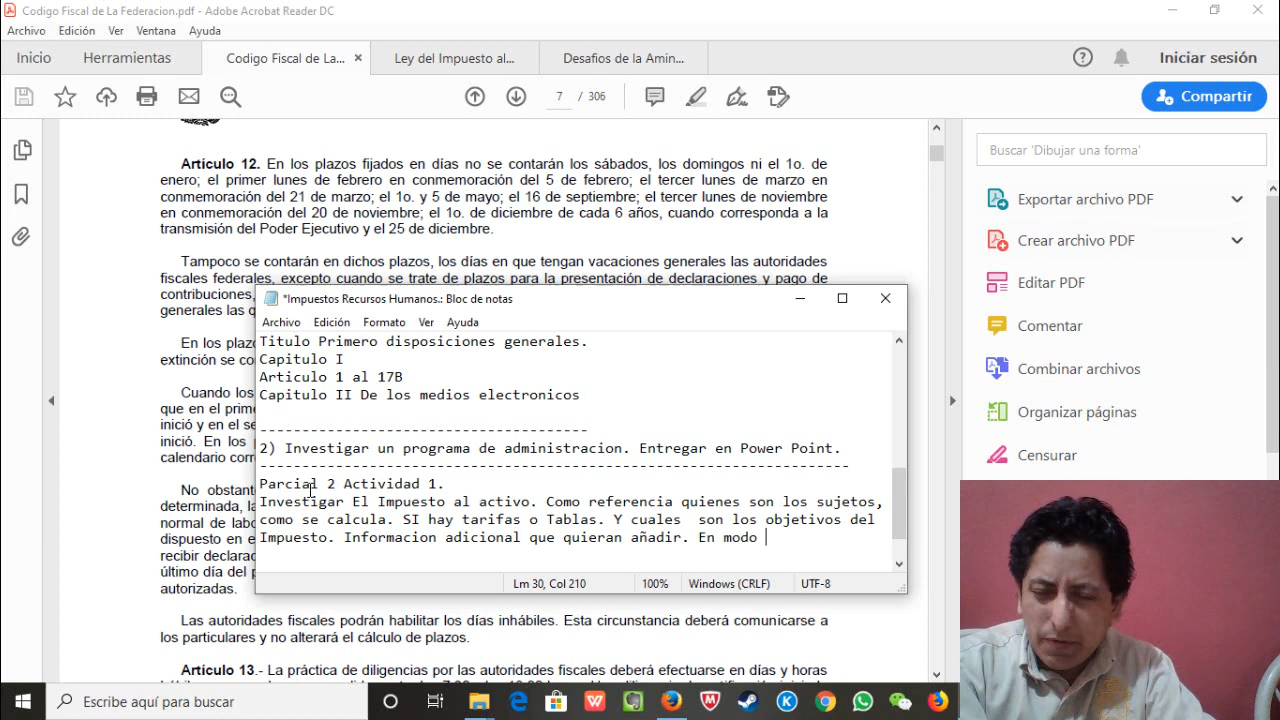 Codigo Fiscal de La Federacion.pdf - Adobe Acrobat Reader DC
Archivo Edición Ver Ventana Ayuda
Inicio Herramientas Codigo Fiscal de La... Ley del Impuesto al... Desafios de la Amin... Iniciar sesión
7 / 306 Compartir
Artículo 12. En los plazos fijados en días no se contarán los sábados, los domingos ni el 1o. de
enero; el primer lunes de febrero en conmemoración del 5 de febrero; el tercer lunes de marzo en
conmemoración del 21 de marzo; el 1o. y 5 de mayo; el 16 de septiembre; el tercer lunes de noviembre
en conmemoración del 20 de noviembre; el 1o. de diciembre de cada 6 años, cuando corresponda a la
transmisión del Poder Ejecutivo y el 25 de diciembre.
Tampoco se contarán en dichos plazos, los días en que tengan vacaciones generales las autoridades
fiscales federales, excepto cuando se trate de plazos para la presentación de declaraciones y pago de
contribuciones,
generales las q
En los plaz
extinción se co
Cuando los
que en el prime
inició y en el se
inició. En los
calendario corr
No obstant
determinada, la
normal de labo
dispuesto en e
recibir declarac
último día del p
autorizadas.
Las autoridades fiscales podrán habilitar los días inhábiles. Esta circunstancia deberá comunicarse a
los particulares y no alterará el cálculo de plazos.
Artículo 13.- La práctica de diligencias por las autoridades fiscales deberá efectuarse en días y horas
*Impuestos Recursos Humanos.: Bloc de notas
Archivo Edición Formato Ver Ayuda
Titulo Primero disposiciones generales.
Capitulo I
Articulo 1 al 17B
Capitulo II De los medios electronicos
---------------------------------------
2) Investigar un programa de administracion. Entregar en Power Point.
----------------------------------------------------------------------
Parcial 2 Actividad 1.
Investigar El Impuesto al activo. Como referencia quienes son los sujetos,
como se calcula. SI hay tarifas o Tablas. Y cuales  son los objetivos del
Impuesto. Informacion adicional que quieran añadir. En modo
Lm 30, Col 210 100% Windows (CRLF) UTF-8
Buscar 'Dibujar una forma'
Exportar archivo PDF
Crear archivo PDF
Editar PDF
Comentar
Combinar archivos
Organizar páginas
Censurar
Escribe aquí para buscar